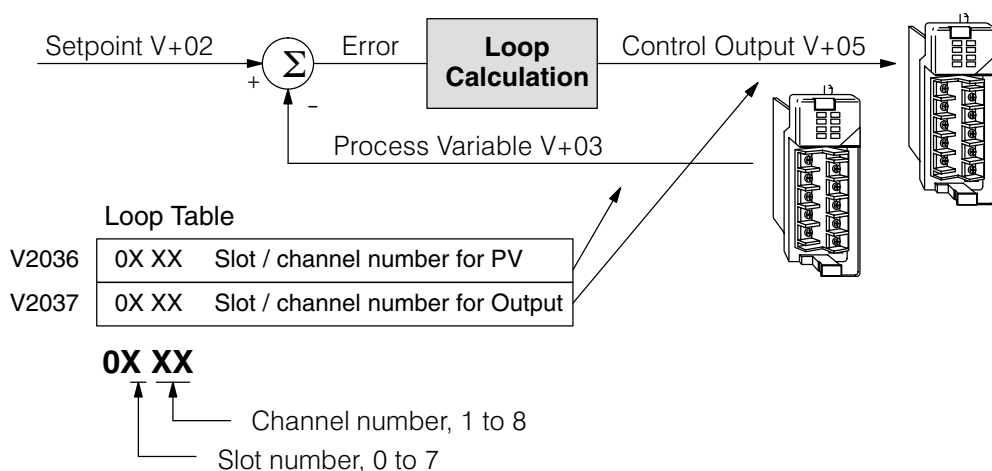 Setpoint V+02
Error
Loop
Calculation
Control Output V+05
+
Σ
–
Process Variable V+03
Loop Table
V2036 0X XX Slot / channel number for PV
V2037 0X XX Slot / channel number for Output
0X XX
Channel number, 1 to 8
Slot number, 0 to 7